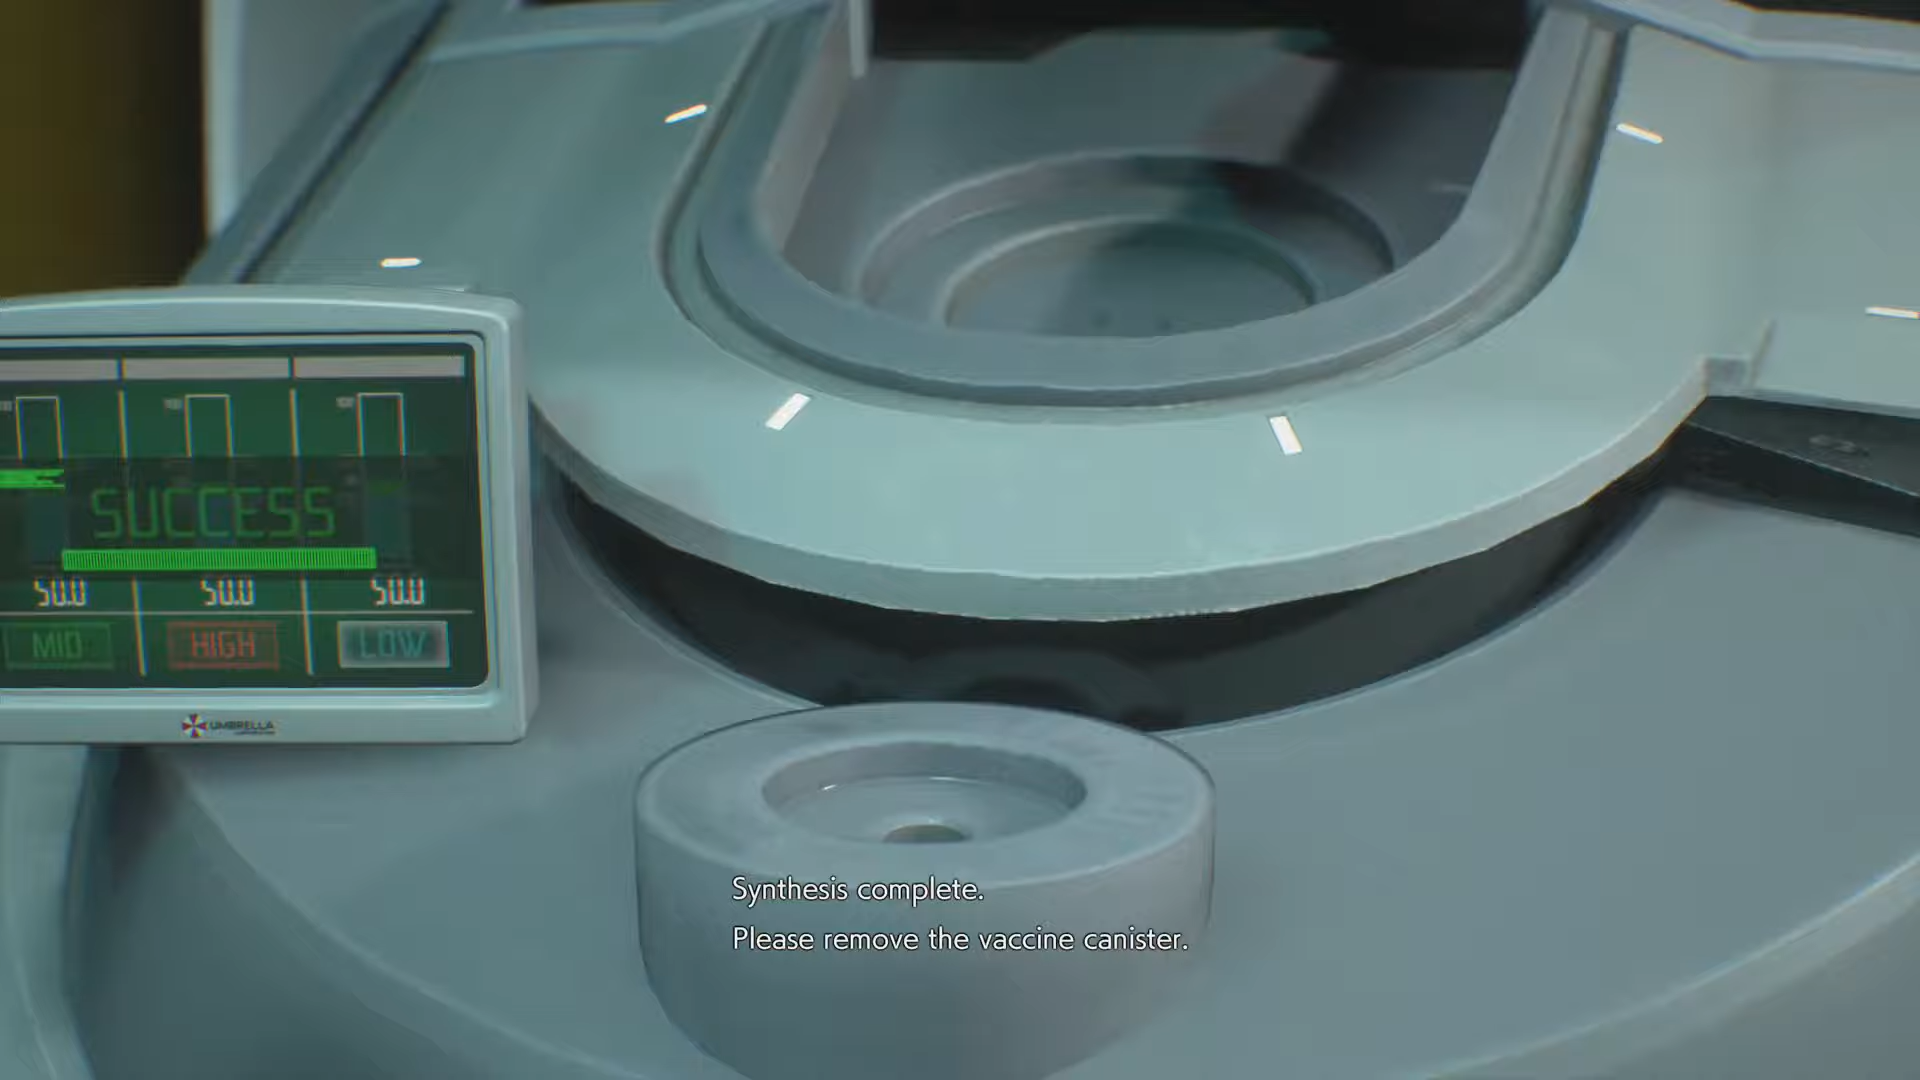 SUCCESS
50.0 50.0 50.0
MID HIGH LOW
UMBRELLA
Synthesis complete.
Please remove the vaccine canister.